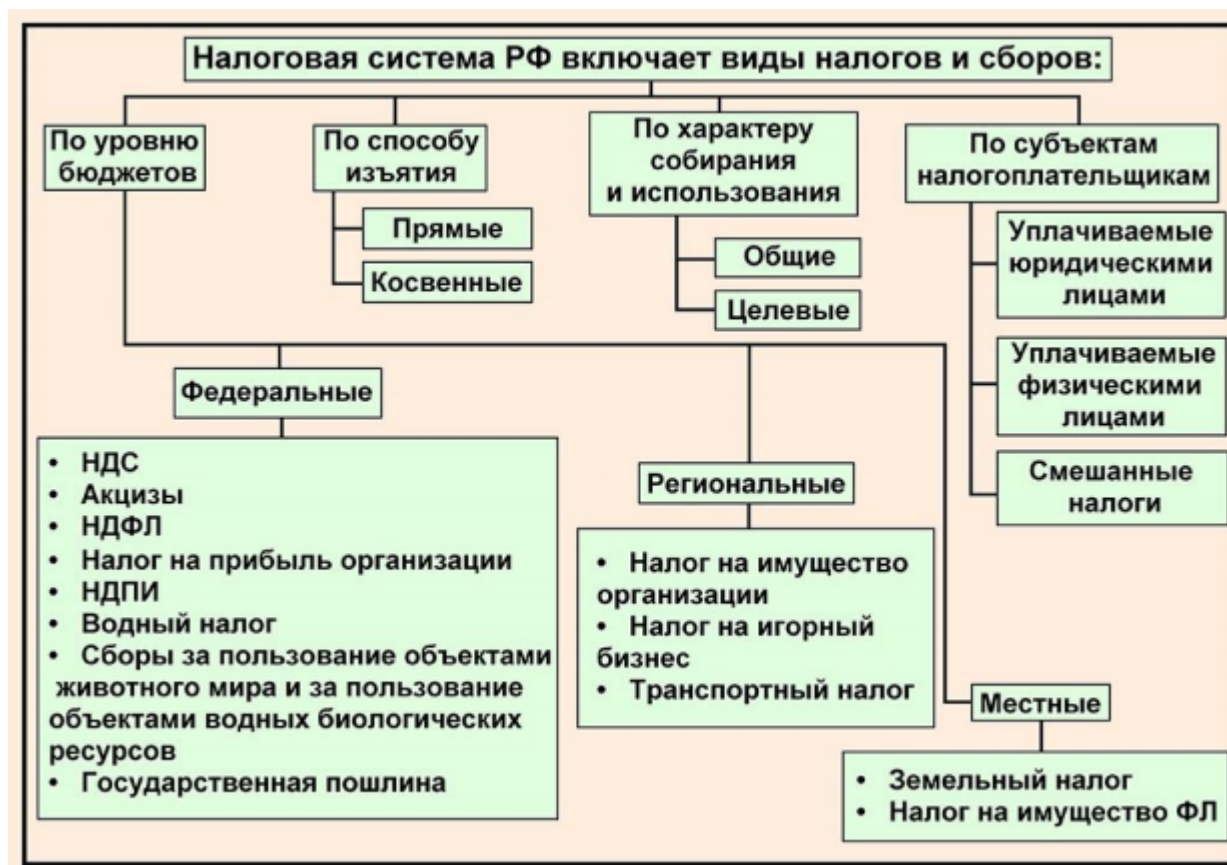 Налоговая система РФ включает виды налогов и сборов:
По уровню
бюджетов
По способу
изъятия
Прямые
Косвенные
По характеру
собирания
и использования
Общие
Целевые
По субъектам
налогоплательщикам
Уплачиваемые
юридическими
лицами
Уплачиваемые
физическими
лицами
Смешанные
налоги
Федеральные
• НДС
• Акцизы
• НДФЛ
• Налог на прибыль организации
• НДПИ
• Водный налог
• Сборы за пользование объектами
животного мира и за пользование
объектами водных биологических
ресурсов
• Государственная пошлина
Региональные
• Налог на имущество
организации
• Налог на игорный
бизнес
• Транспортный налог
Местные
• Земельный налог
• Налог на имущество ФЛ